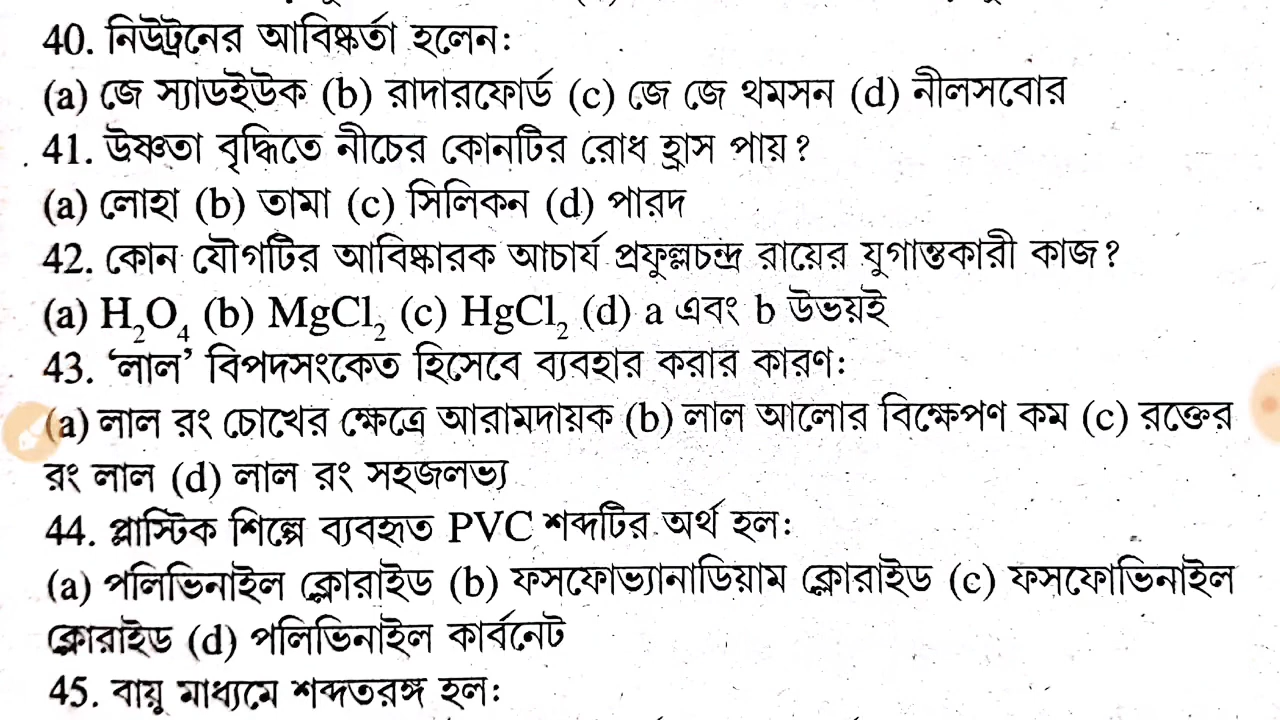 40. নিউট্রনের আবিষ্কর্তা হলেন:
(a) জে স্যাডইউক (b) রাদারফোর্ড (c) জে জে থমসন (d) নীলসবোর
41. উষ্ণতা বৃদ্ধিতে নীচের কোনটির রোধ হ্রাস পায়?
(a) লোহা (b) তামা (c) সিলিকন (d) পারদ
42. কোন যৌগটির আবিষ্কারক আচার্য প্রফুল্লচন্দ্র রায়ের যুগান্তকারী কাজ?
(a) H₂O₄ (b) MgCl₂ (c) HgCl₂ (d) a এবং b উভয়ই
43. ‘লাল’ বিপদসংকেত হিসেবে ব্যবহার করার কারণ:
(a) লাল রং চোখের ক্ষেত্রে আরামদায়ক (b) লাল আলোর বিক্ষেপণ কম (c) রক্তের
রং লাল (d) লাল রং সহজলভ্য
44. প্লাস্টিক শিল্পে ব্যবহৃত PVC শব্দটির অর্থ হল:
(a) পলিভিনাইল ক্লোরাইড (b) ফসফোভ্যানাডিয়াম ক্লোরাইড (c) ফসফোভিনাইল
ক্লোরাইড (d) পলিভিনাইল কার্বনেট
45. বায়ু মাধ্যমে শব্দতরঙ্গ হল: